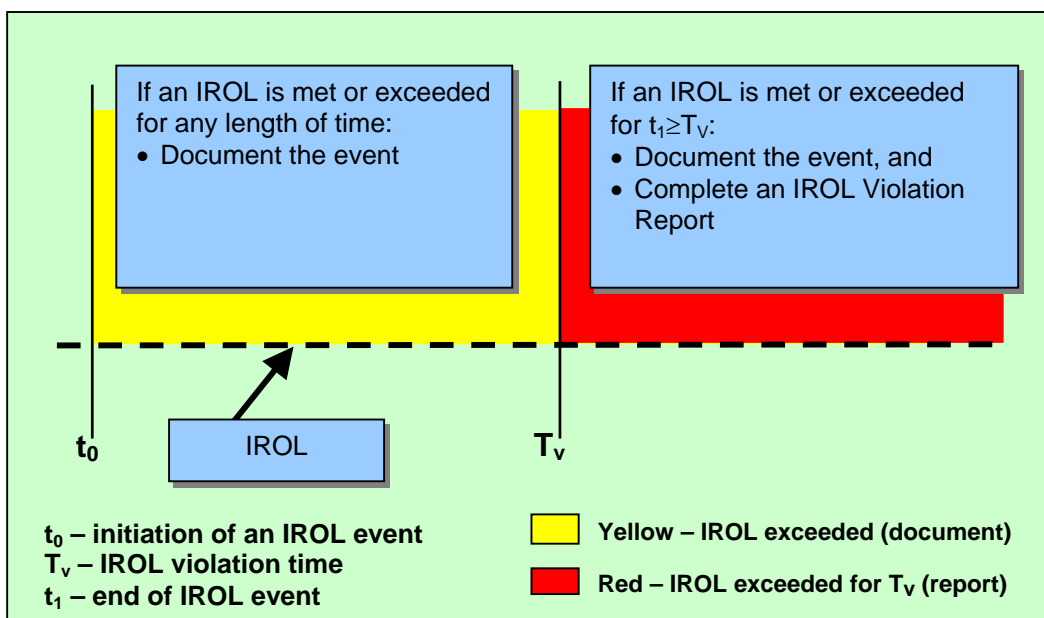 If an IROL is met or exceeded
for any length of time:
• Document the event
If an IROL is met or exceeded
for t₁≥Tᵥ:
• Document the event, and
• Complete an IROL Violation
Report
t₀
IROL
Tᵥ
t₀ – initiation of an IROL event
Tᵥ – IROL violation time
t₁ – end of IROL event
Yellow – IROL exceeded (document)
Red – IROL exceeded for Tᵥ (report)